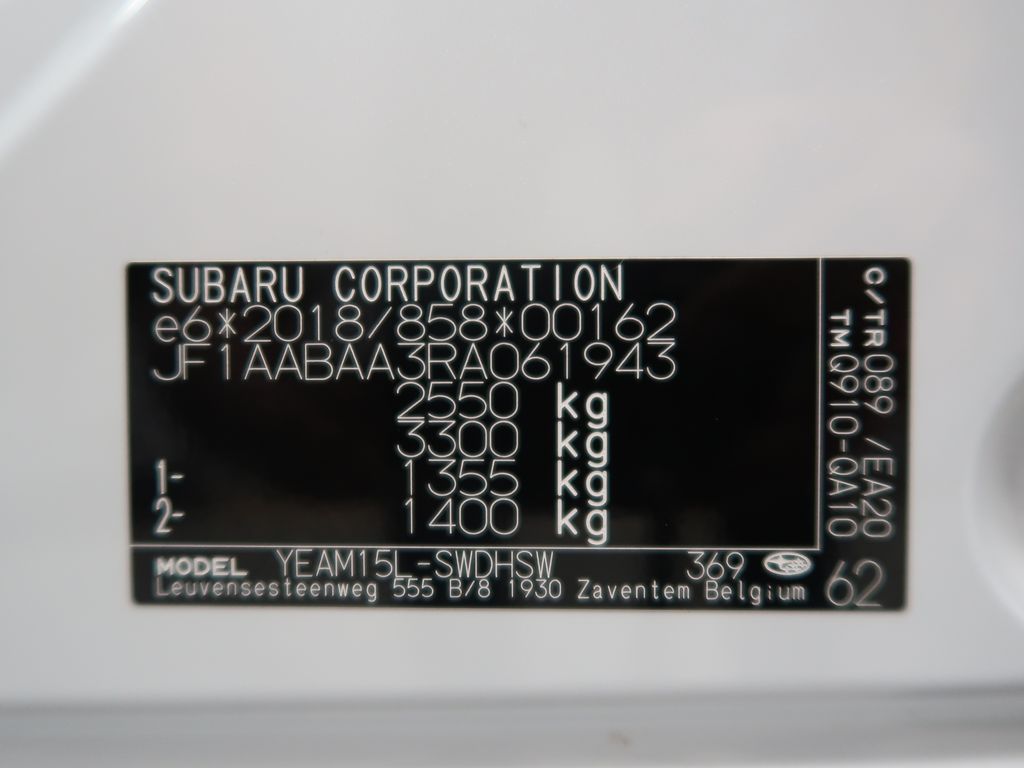 SUBARU CORPORATION
e6*2018/858*00162
JF1AABAA3RA061943
2550 kg
3300 kg
1- 1355 kg
2- 1400 kg
MODEL YEAM15L-SWDHSW 369
Leuvensesteenweg 555 B/8 1930 Zaventem Belgium
C/TR 089 /EA20
TM Q910-QA10
62